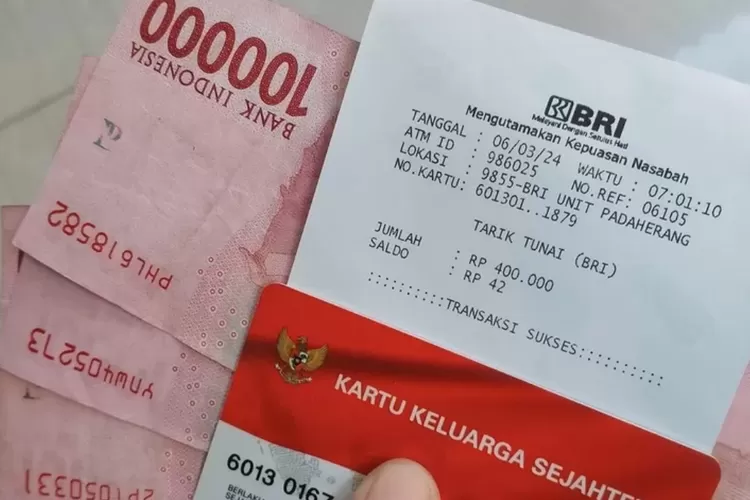 100000
BANK INDONESIA
PHL618582
YNW405273
BRI
Melayani Dengan Setulus Hati
Mengutamakan Kepuasan Nasabah
TANGGAL : 06/03/24 WAKTU : 07:01:10
ATM ID : 986025 NO.REF: 06105
LOKASI : 9855-BRI UNIT PADAHERANG
NO.KARTU: 601301..1879
TARIK TUNAI (BRI)
JUMLAH : RP 400.000
SALDO : RP 42
::::::::::TRANSAKSI SUKSES::::::::::
KARTU KELUARGA
6013 0167